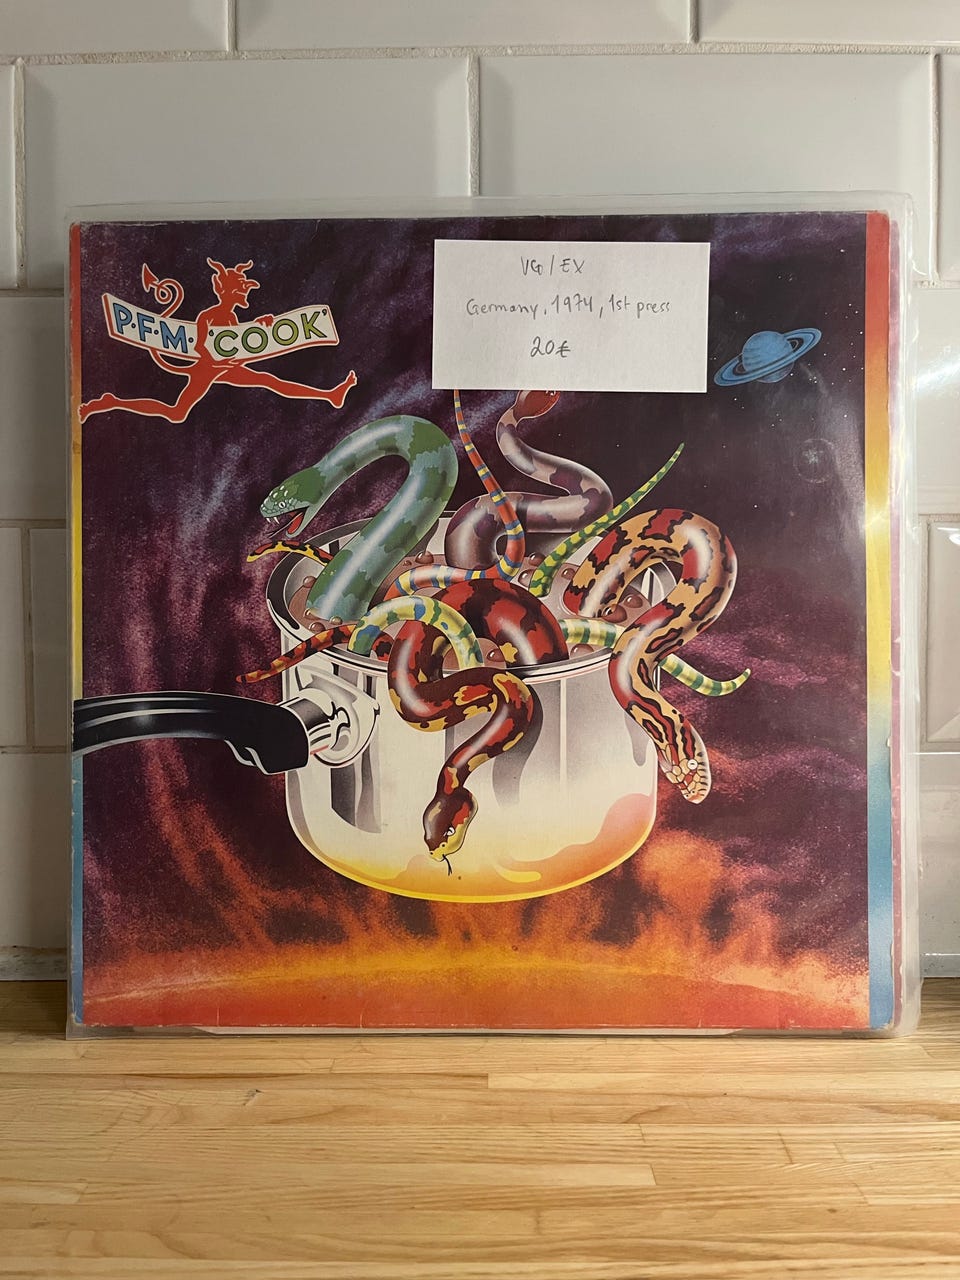 P.F.M. 'COOK'
VG/EX
Germany, 1974, 1st press
20€